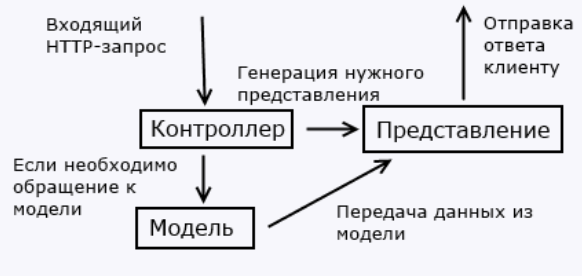 Входящий
HTTP-запрос
Отправка
ответа
клиенту
Генерация нужного
представления
Контроллер
Представление
Если необходимо
обращение к
модели
Модель
Передача данных из
модели